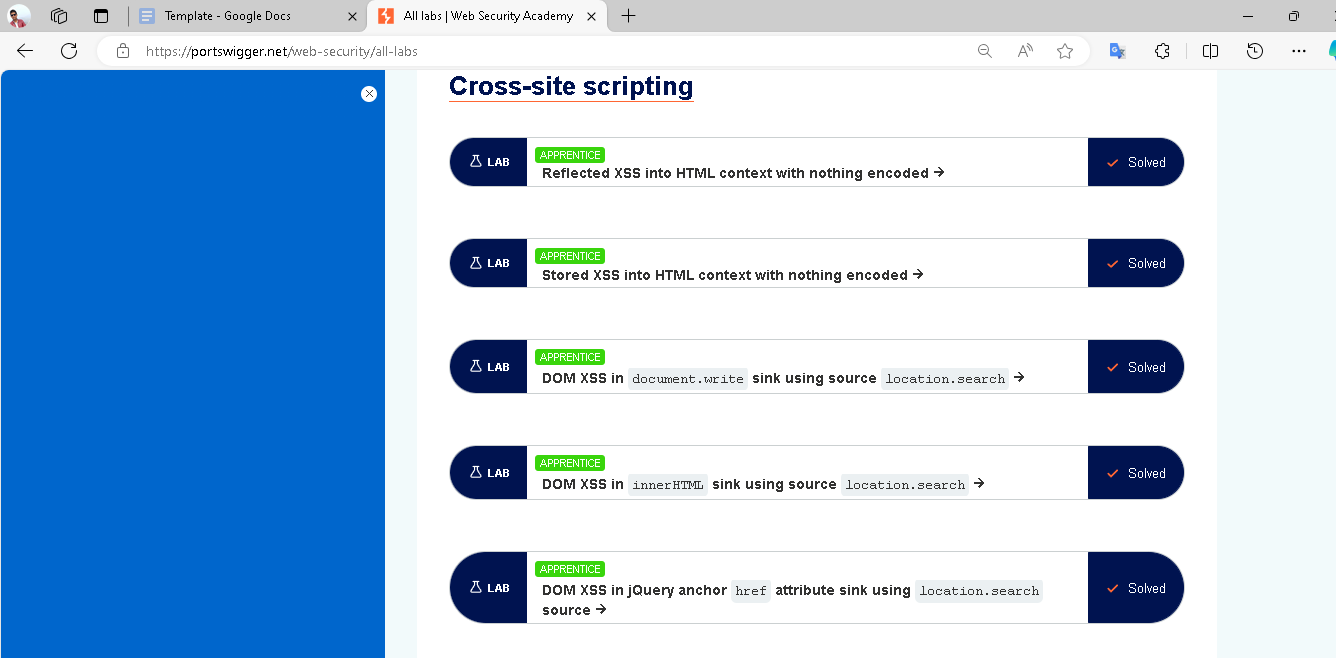 Template - Google Docs
All labs | Web Security Academy
https://portswigger.net/web-security/all-labs
Cross-site scripting
LAB
APPRENTICE
Reflected XSS into HTML context with nothing encoded →
Solved
LAB
APPRENTICE
Stored XSS into HTML context with nothing encoded →
Solved
LAB
APPRENTICE
DOM XSS in document.write sink using source location.search →
Solved
LAB
APPRENTICE
DOM XSS in innerHTML sink using source location.search →
Solved
LAB
APPRENTICE
DOM XSS in jQuery anchor href attribute sink using location.search
source →
Solved